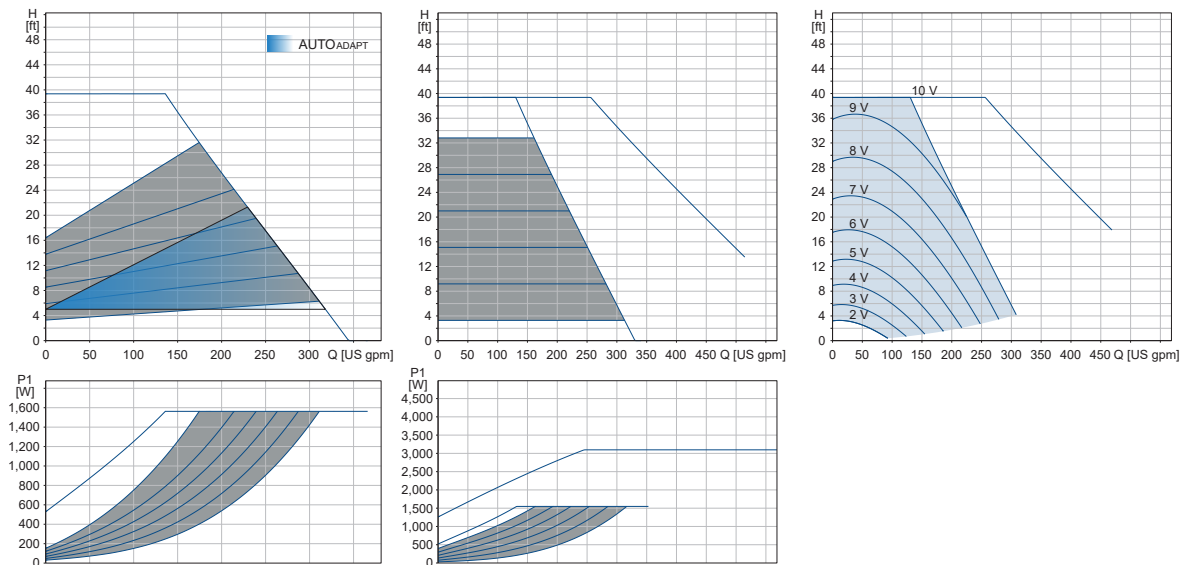 H
[ft]
48
44
40
36
32
28
24
20
16
12
8
4
0
AUTOADAPT
0 50 100 150 200 250 300 Q [US gpm]
H
[ft]
48
44
40
36
32
28
24
20
16
12
8
4
0
0 50 100 150 200 250 300 350 400 450 Q [US gpm]
H
[ft]
48
44
40
36
32
28
24
20
16
12
8
4
0
10 V
9 V
8 V
7 V
6 V
5 V
4 V
3 V
2 V
0 50 100 150 200 250 300 350 400 450 Q [US gpm]
P1
[W]
1,600
1,400
1,200
1,000
800
600
400
200
0
P1
[W]
4,500
4,000
3,500
3,000
2,500
2,000
1,500
1,000
500
0